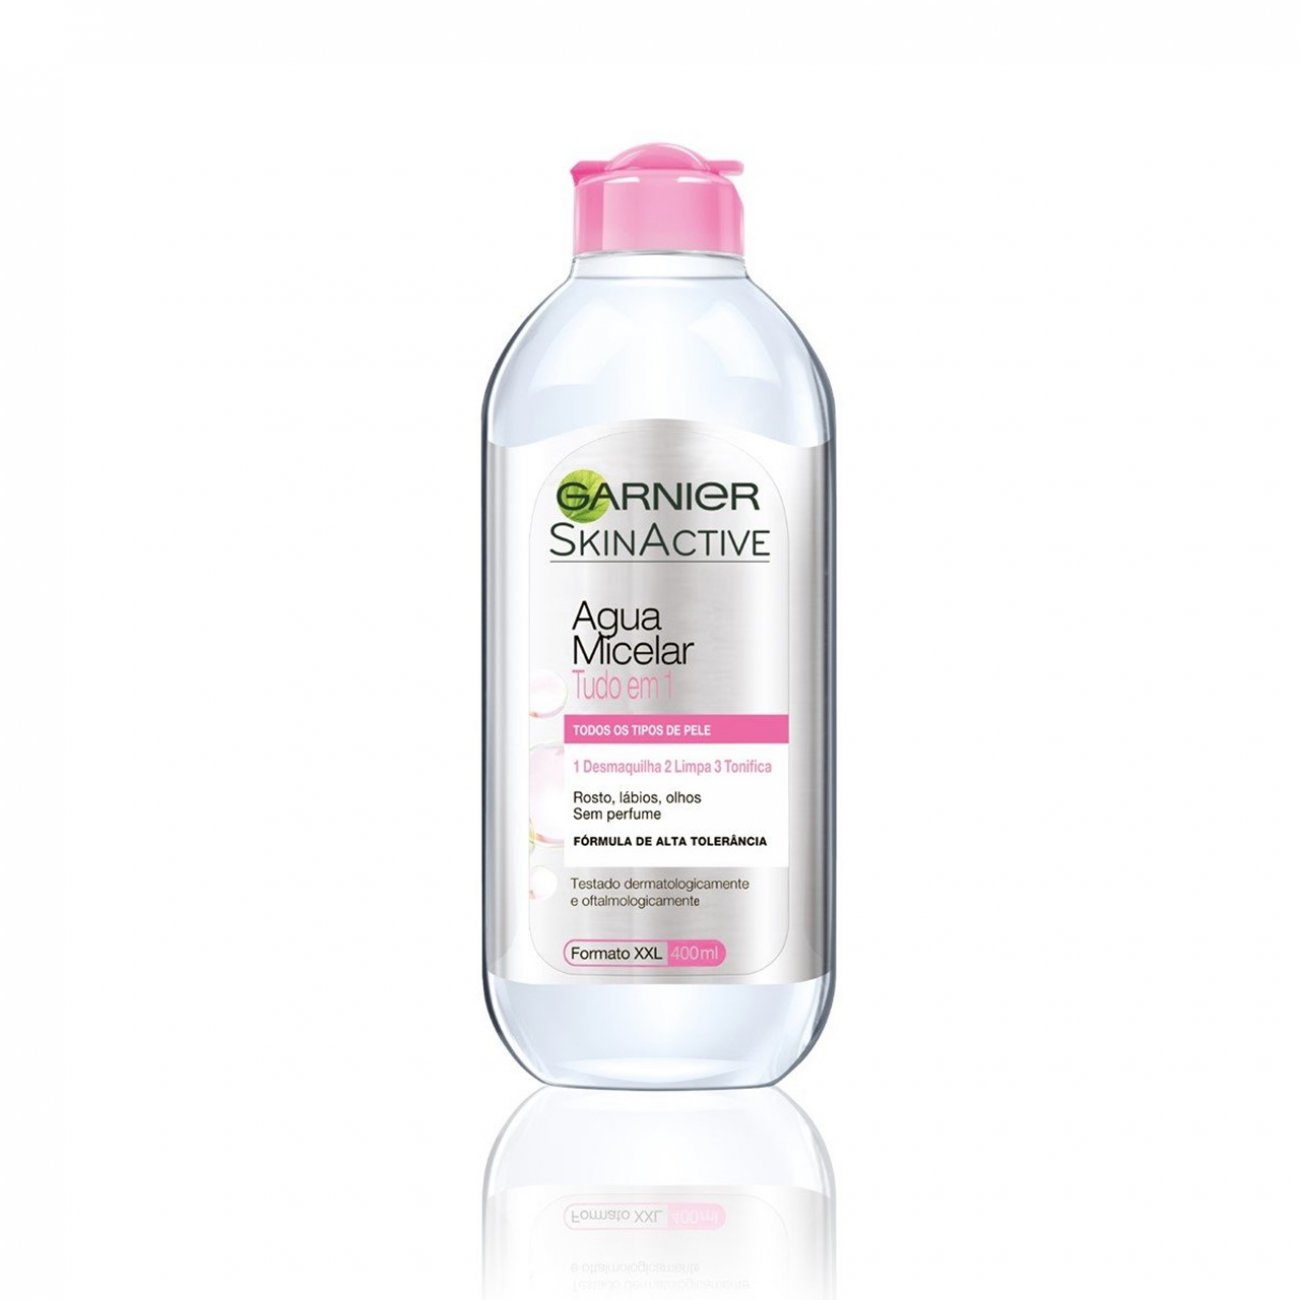 GARNIER
SKINACTIVE
Agua
Micelar
Tudo em 1
TODOS OS TIPOS DE PELE
1 Desmaquilha 2 Limpa 3 Tonifica
Rosto, lábios, olhos
Sem perfume
FÓRMULA DE ALTA TOLERÂNCIA
Testado dermatologicamente
e oftalmologicamente
Formato XXL 400ml